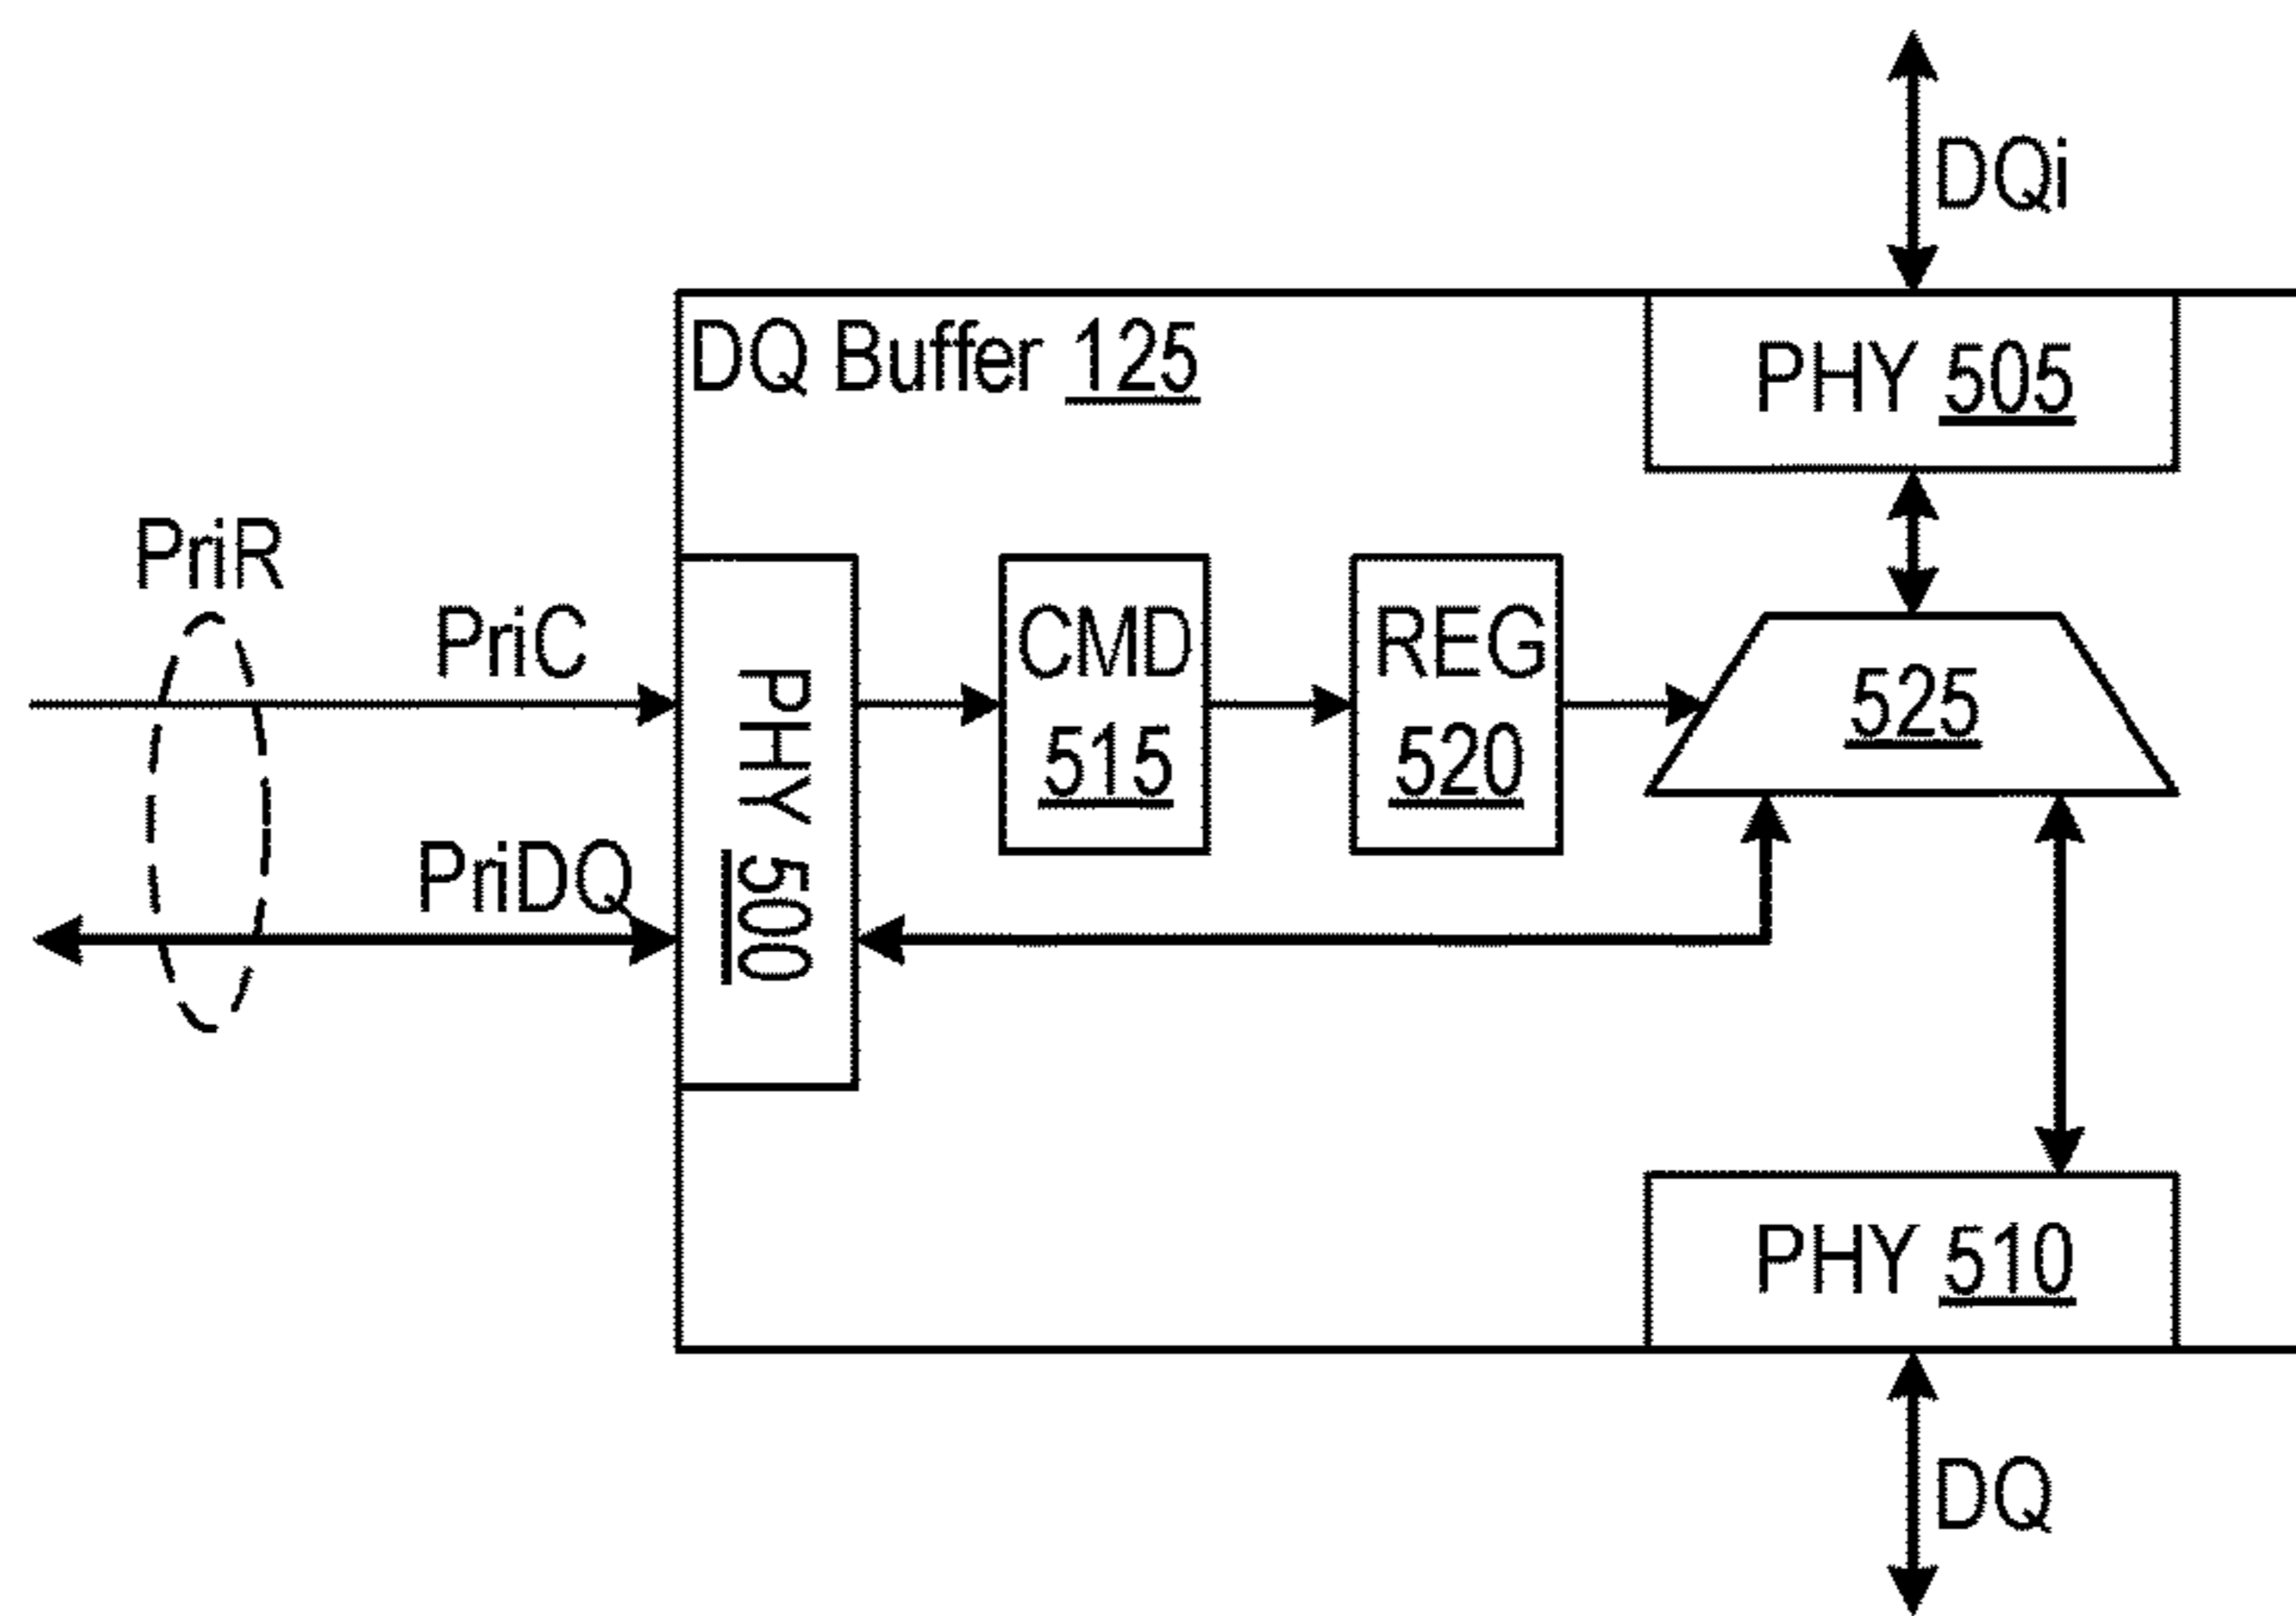 DQi
DQ Buffer 125
PHY 505
PriR
PriC
CMD
515
REG
520
525
PHY 500
PriDQ
PHY 510
DQ